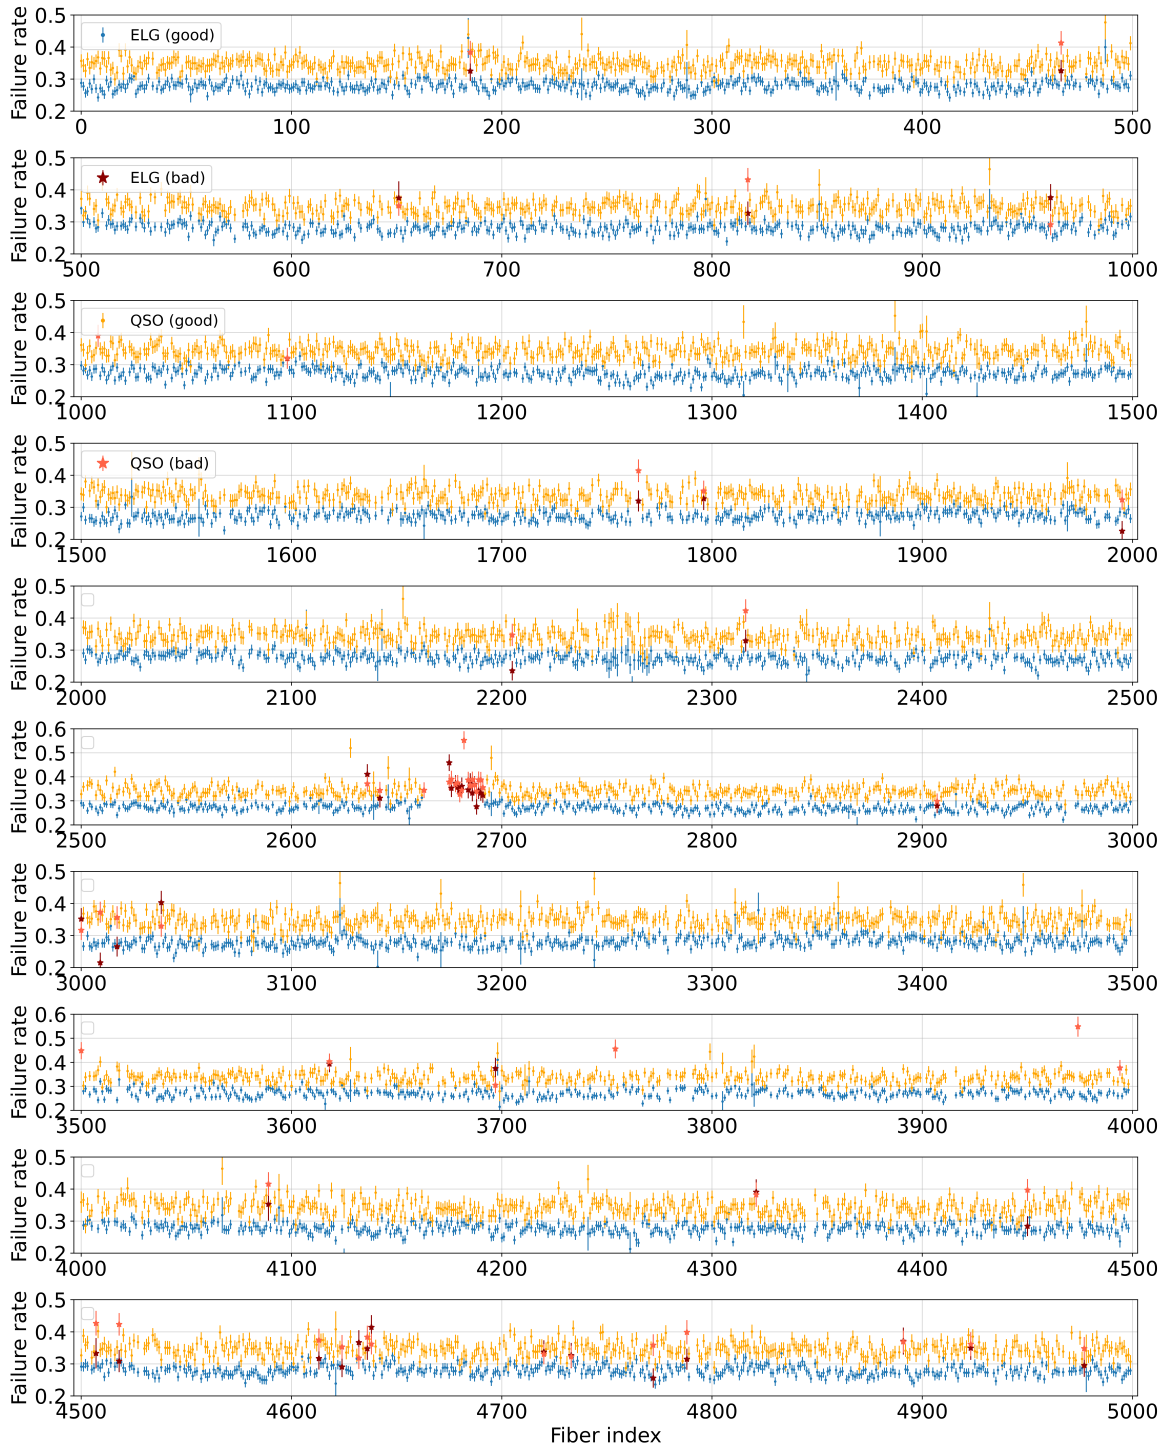 Failure rate
0.5
0.4
0.3
0.2
ELG (good)
0 100 200 300 400 500
Failure rate
0.5
0.4
0.3
0.2
ELG (bad)
500 600 700 800 900 1000
Failure rate
0.5
0.4
0.3
0.2
QSO (good)
1000 1100 1200 1300 1400 1500
Failure rate
0.5
0.4
0.3
0.2
QSO (bad)
1500 1600 1700 1800 1900 2000
Failure rate
0.5
0.4
0.3
0.2
2000 2100 2200 2300 2400 2500
Failure rate
0.6
0.5
0.4
0.3
0.2
2500 2600 2700 2800 2900 3000
Failure rate
0.5
0.4
0.3
0.2
3000 3100 3200 3300 3400 3500
Failure rate
0.6
0.5
0.4
0.3
0.2
3500 3600 3700 3800 3900 4000
Failure rate
0.5
0.4
0.3
0.2
4000 4100 4200 4300 4400 4500
Failure rate
0.5
0.4
0.3
0.2
4500 4600 4700 4800 4900 5000
Fiber index